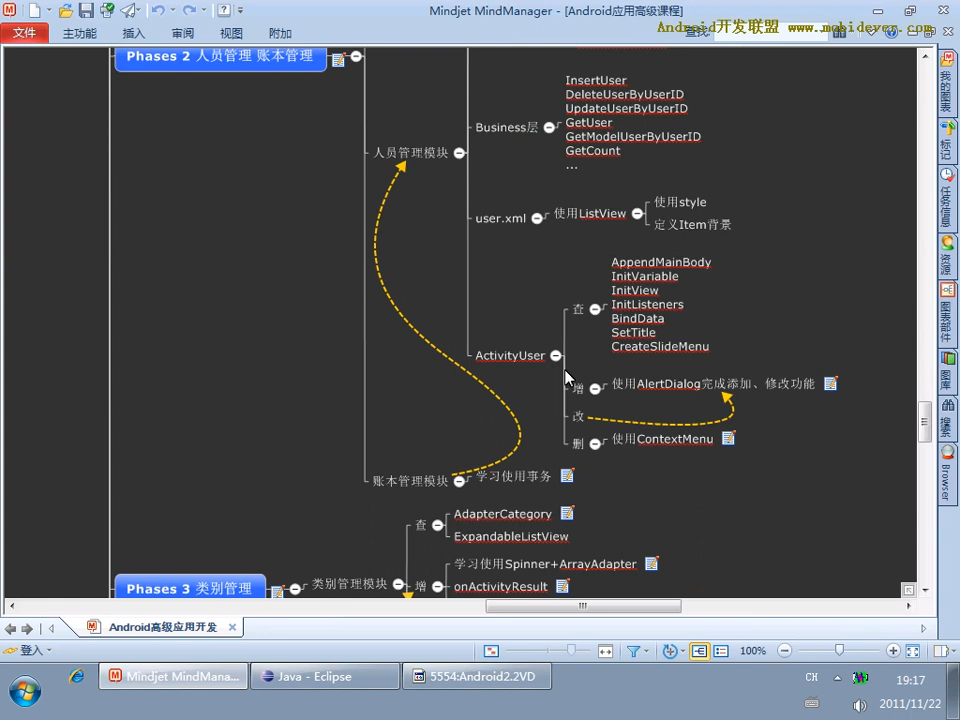 Mindjet MindManager - [Android应用高级课程]
Android开发联盟 www.mobidever.com
文件 主功能 插入 审阅 视图 附加
Phases 2 人员管理 账本管理
人员管理模块
Business层
InsertUser
DeleteUserByUserID
UpdateUserByUserID
GetUser
GetModelUserByUserID
GetCount
...
user.xml
使用ListView
使用style
定义Item背景
ActivityUser
查
AppendMainBody
InitVariable
InitView
InitListeners
BindData
SetTitle
CreateSlideMenu
增
使用AlertDialog完成添加、修改功能
改
删
使用ContextMenu
账本管理模块
学习使用事务
Phases 3 类别管理
类别管理模块
查
AdapterCategory
ExpandableListView
增
学习使用Spinner+ArrayAdapter
onActivityResult
我的图表
标记
任务信息
资源
图表部件
图库
搜索
Browser
Android高级应用开发
登入
100%
Mindjet MindMana...
Java - Eclipse
5554:Android2.2VD
CH
19:17
2011/11/22